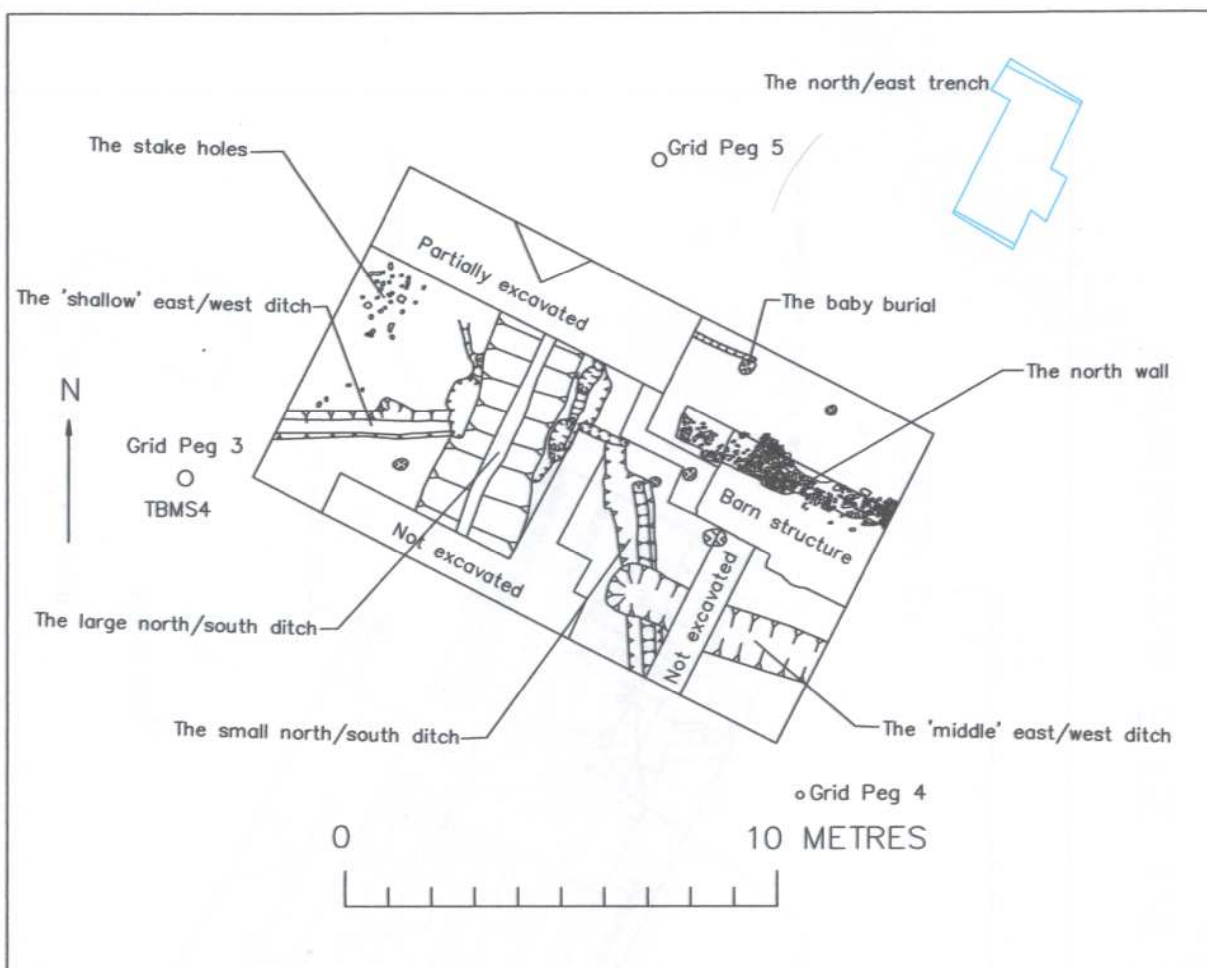 The north/east trench
Grid Peg 5
The stake holes
Partially excavated
The 'shallow' east/west ditch
The baby burial
The north wall
N
Grid Peg 3
TBMS4
Barn structure
Not excavated
The large north/south ditch
Not excavated
The small north/south ditch
The 'middle' east/west ditch
Grid Peg 4
0 10 METRES